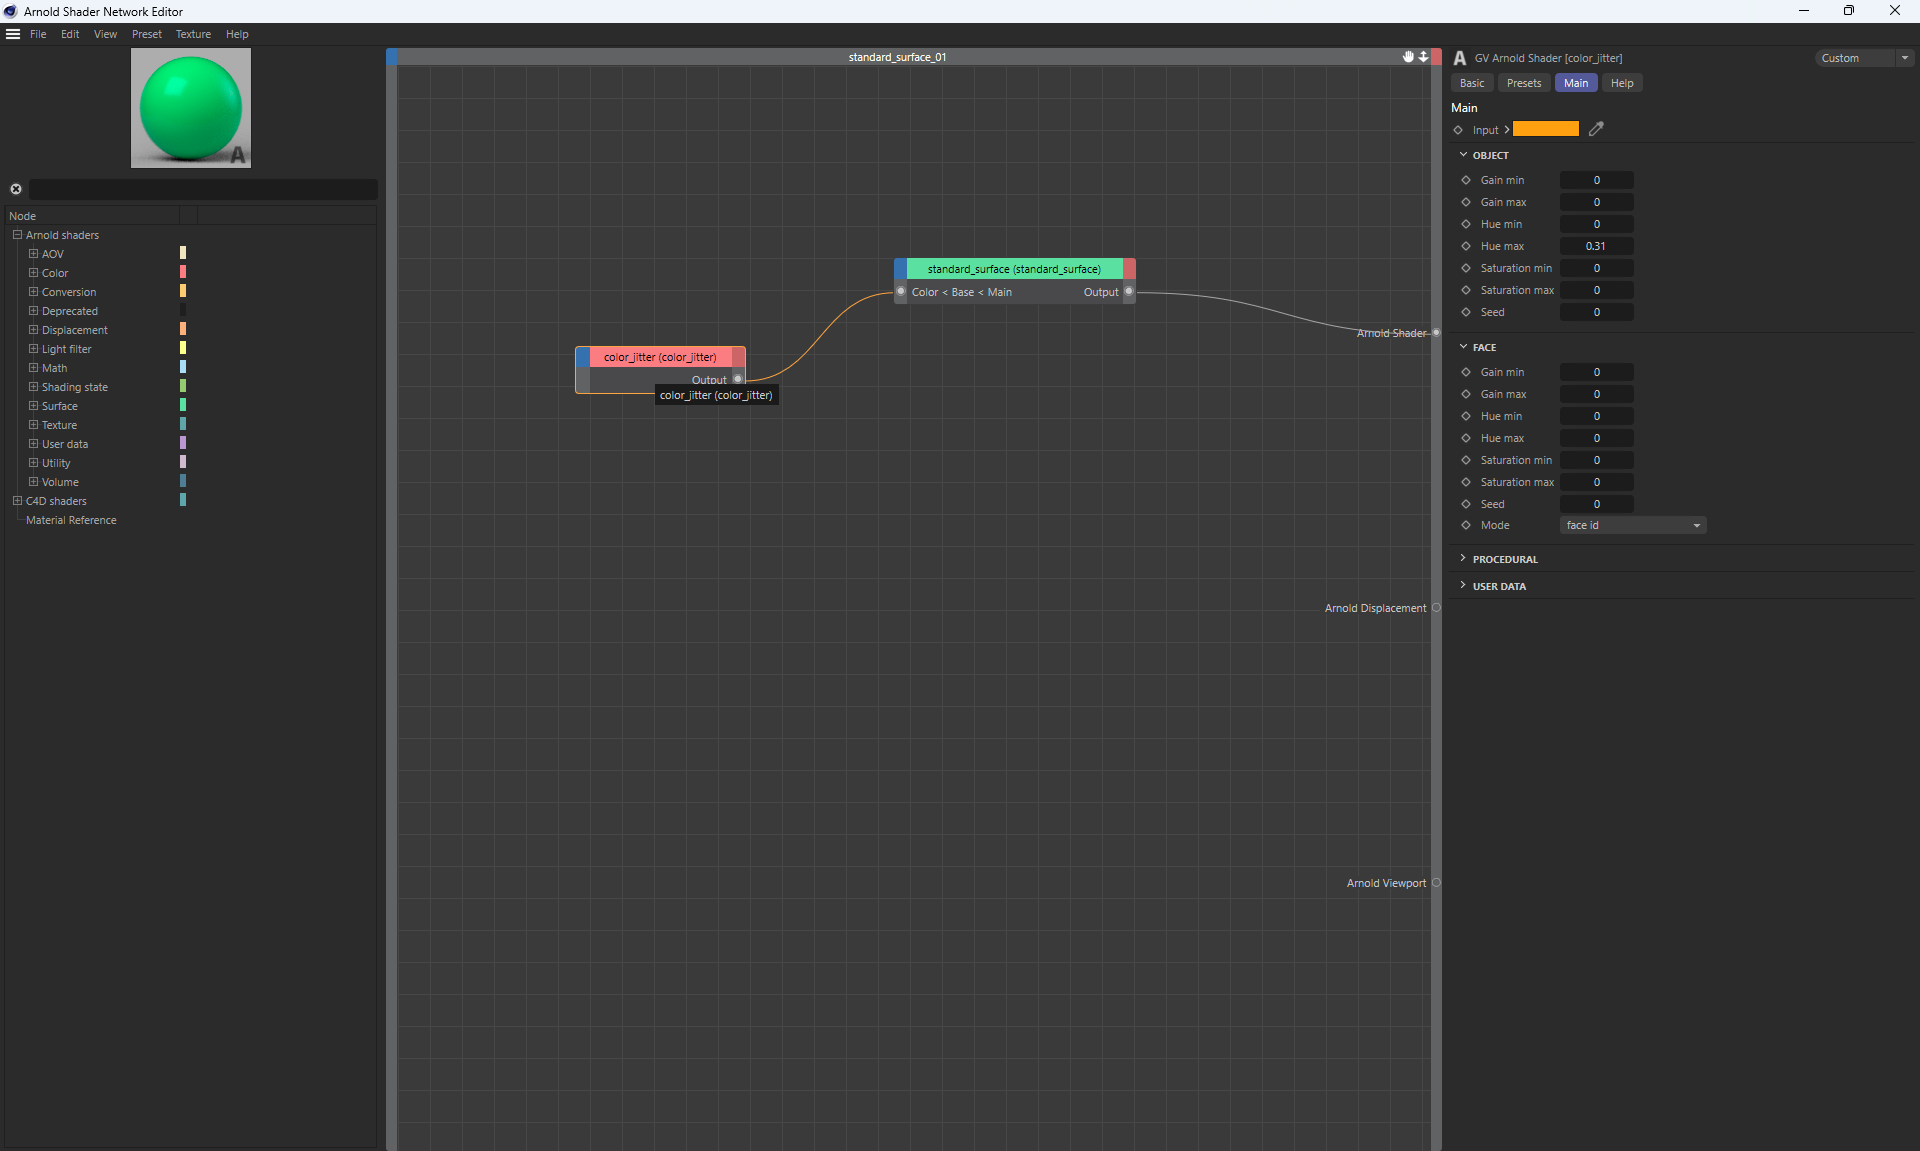 Arnold Shader Network Editor
File Edit View Preset Texture Help
A
Node
Arnold shaders
AOV
Color
Conversion
Deprecated
Displacement
Light filter
Math
Shading state
Surface
Texture
User data
Utility
Volume
C4D shaders
Material Reference
standard_surface_01
standard_surface (standard_surface)
Color < Base < Main Output
Arnold Shader
color_jitter (color_jitter)
Output
color_jitter (color_jitter)
Arnold Displacement
Arnold Viewport
A GV Arnold Shader [color_jitter] Custom
Basic Presets Main Help
Main
Input >
OBJECT
Gain min 0
Gain max 0
Hue min 0
Hue max 0.31
Saturation min 0
Saturation max 0
Seed 0
FACE
Gain min 0
Gain max 0
Hue min 0
Hue max 0
Saturation min 0
Saturation max 0
Seed 0
Mode face id
PROCEDURAL
USER DATA